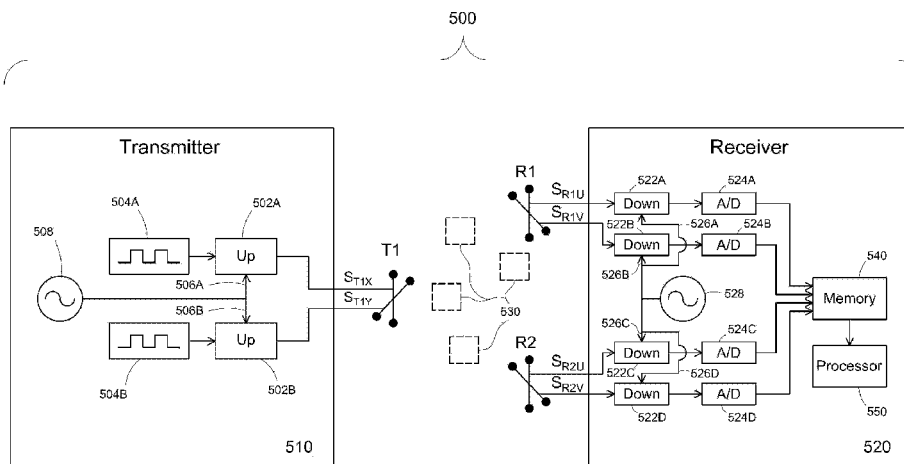 500
Transmitter
504A
502A
508
Up
506A
506B
Up
504B
502B
510
T1
S_T1X
S_T1Y
530
R1
S_R1U
S_R1V
R2
S_R2U
S_R2V
Receiver
522A
524A
Down
A/D
522B
526A
524B
Down
A/D
526B
528
540
Memory
526C
524C
Down
A/D
522C
526D
Down
A/D
522D
524D
Processor
550
520